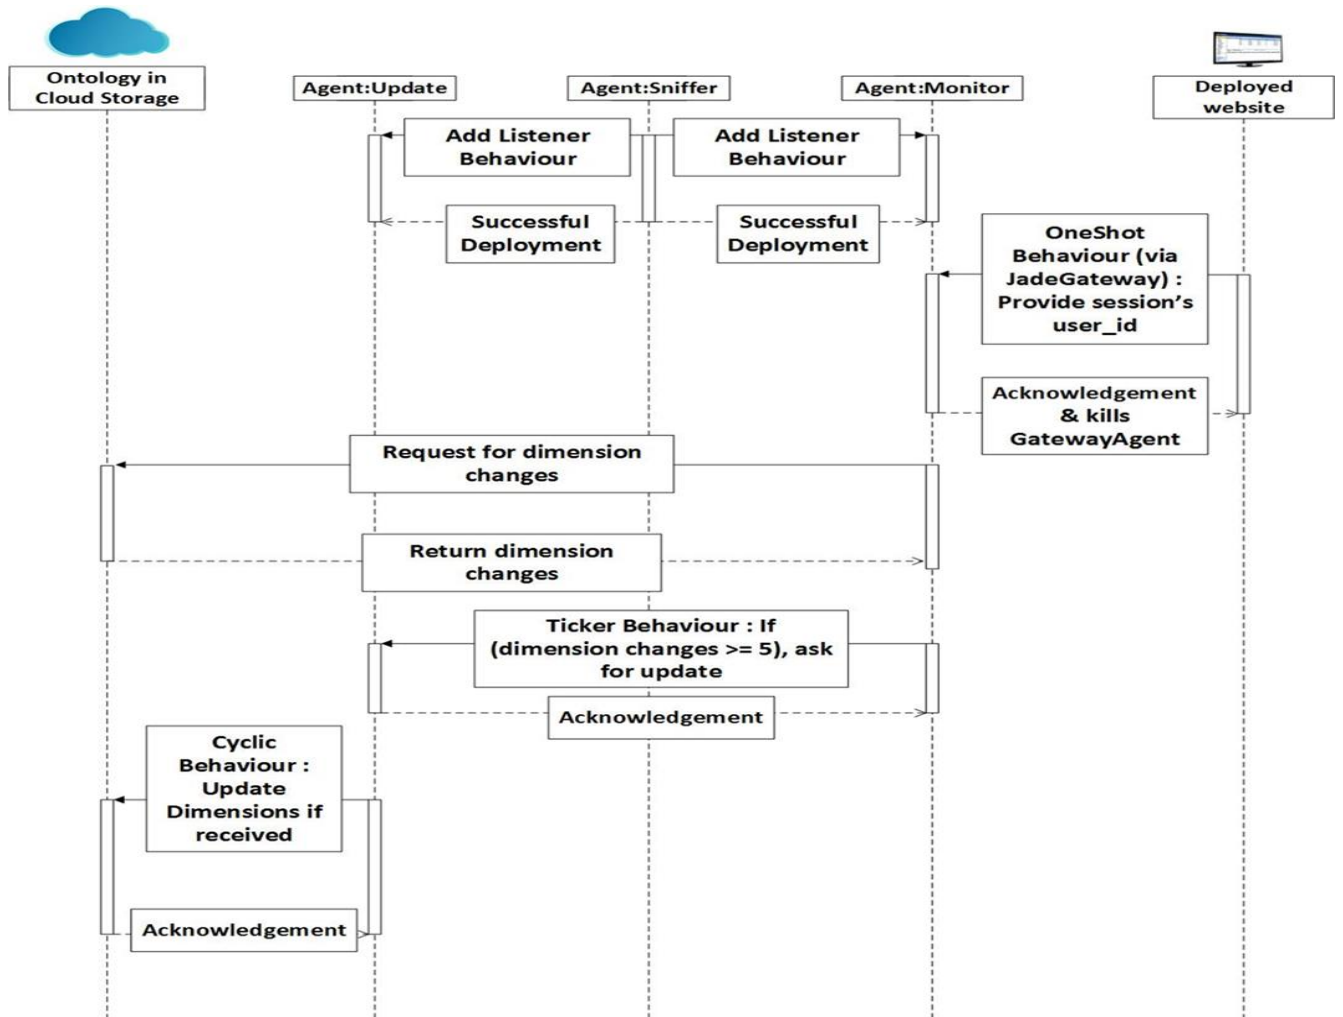 Ontology in
Cloud Storage
Agent:Update
Agent:Sniffer
Agent:Monitor
Deployed
website
Add Listener
Behaviour
Add Listener
Behaviour
Successful
Deployment
Successful
Deployment
OneShot
Behaviour (via
JadeGateway) :
Provide session’s
user_id
Acknowledgement
& kills
GatewayAgent
Request for dimension
changes
Return dimension
changes
Ticker Behaviour : If
(dimension changes >= 5), ask
for update
Acknowledgement
Cyclic
Behaviour :
Update
Dimensions if
received
Acknowledgement